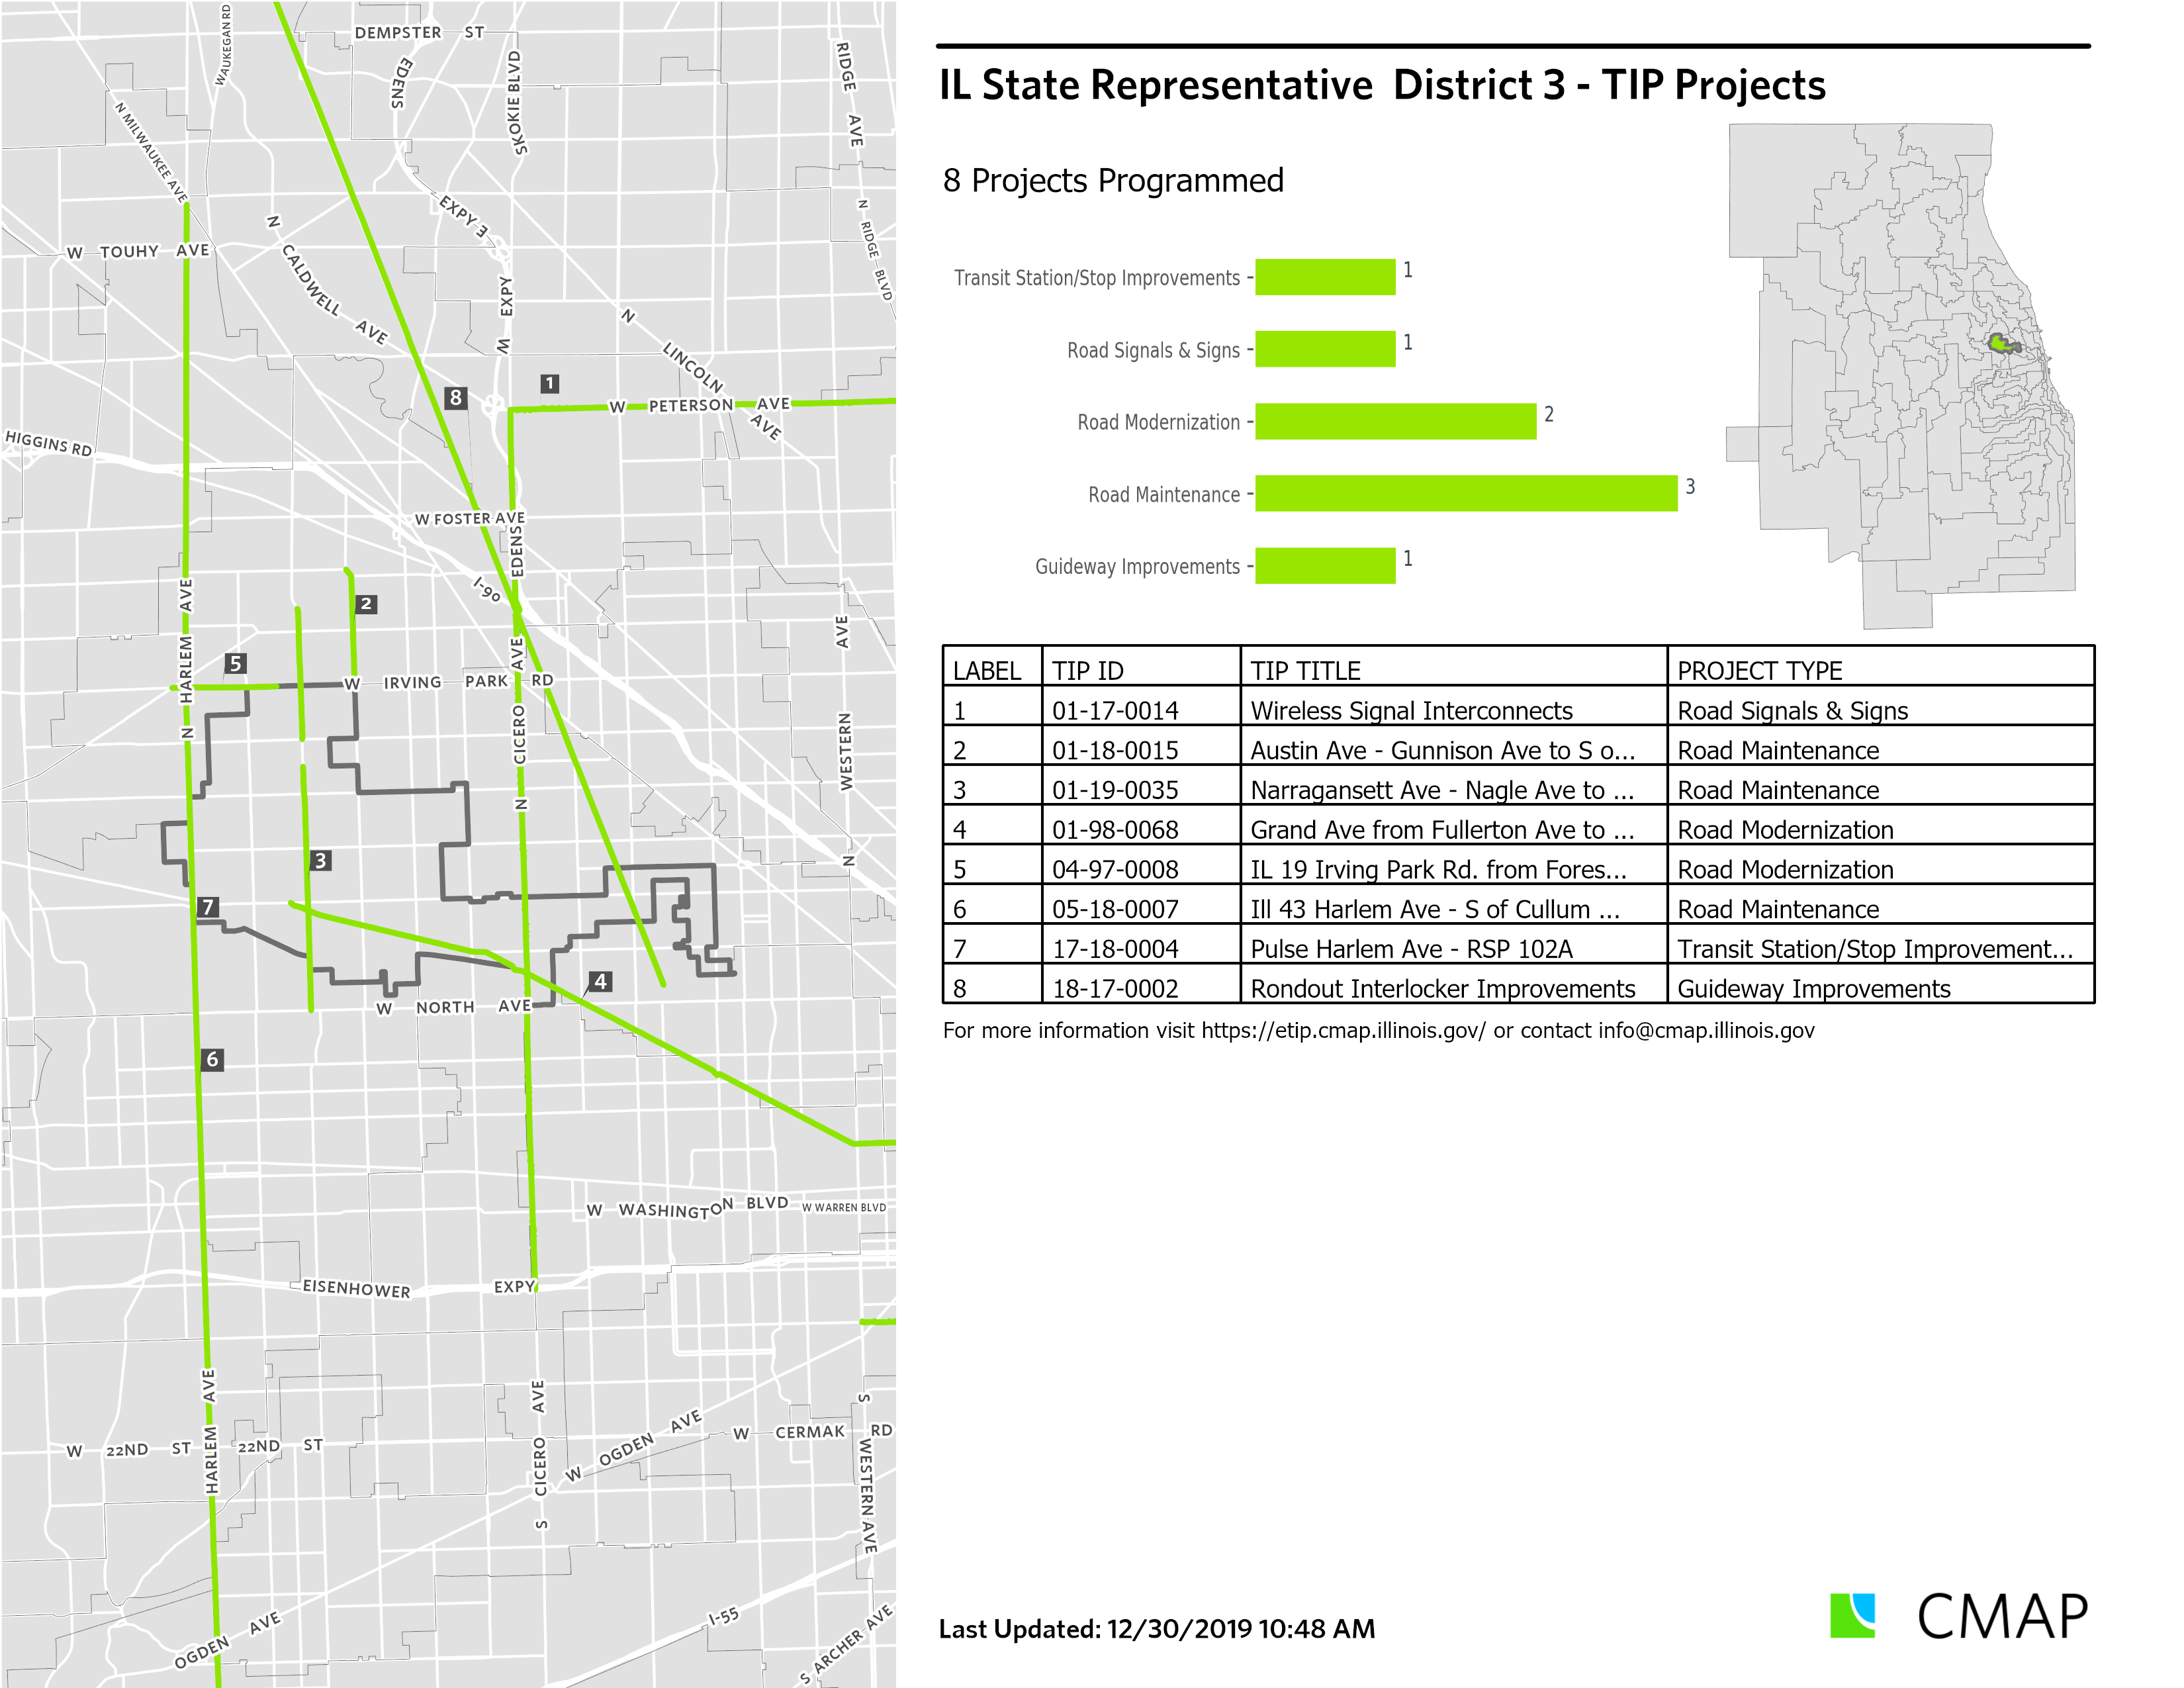 WAUKEGAN RD
DEMPSTER ST
EDENS
SKOKIE BLVD
RIDGE AVE
N MILWAUKEE AVE
EXPY E
N RIDGE BLVD
W TOUHY AVE
N CALDWELL AVE
W EXPY
N LINCOLN AVE
8
1
W PETERSON AVE
HIGGINS RD
W FOSTER AVE
EDENS
I-90
2
N HARLEM AVE
5
W IRVING PARK RD
N CICERO AVE
N WESTERN AVE
3
7
4
W NORTH AVE
6
W WASHINGTON BLVD
W WARREN BLVD
EISENHOWER EXPY
HARLEM AVE
HARLEM
S CICERO AVE
W OGDEN AVE
W CERMAK RD
S WESTERN AVE
W 22ND ST
22ND ST
OGDEN AVE
I-55
S ARCHER AVE
IL State Representative District 3 - TIP Projects
8 Projects Programmed
Transit Station/Stop Improvements 1
Road Signals & Signs 1
Road Modernization 2
Road Maintenance 3
Guideway Improvements 1
LABEL TIP ID TIP TITLE PROJECT TYPE
1 01-17-0014 Wireless Signal Interconnects Road Signals & Signs
2 01-18-0015 Austin Ave - Gunnison Ave to S o... Road Maintenance
3 01-19-0035 Narragansett Ave - Nagle Ave to ... Road Maintenance
4 01-98-0068 Grand Ave from Fullerton Ave to ... Road Modernization
5 04-97-0008 IL 19 Irving Park Rd. from Fores... Road Modernization
6 05-18-0007 Ill 43 Harlem Ave - S of Cullum ... Road Maintenance
7 17-18-0004 Pulse Harlem Ave - RSP 102A Transit Station/Stop Improvement...
8 18-17-0002 Rondout Interlocker Improvements Guideway Improvements
For more information visit https://etip.cmap.illinois.gov/ or contact info@cmap.illinois.gov
Last Updated: 12/30/2019 10:48 AM
CMAP